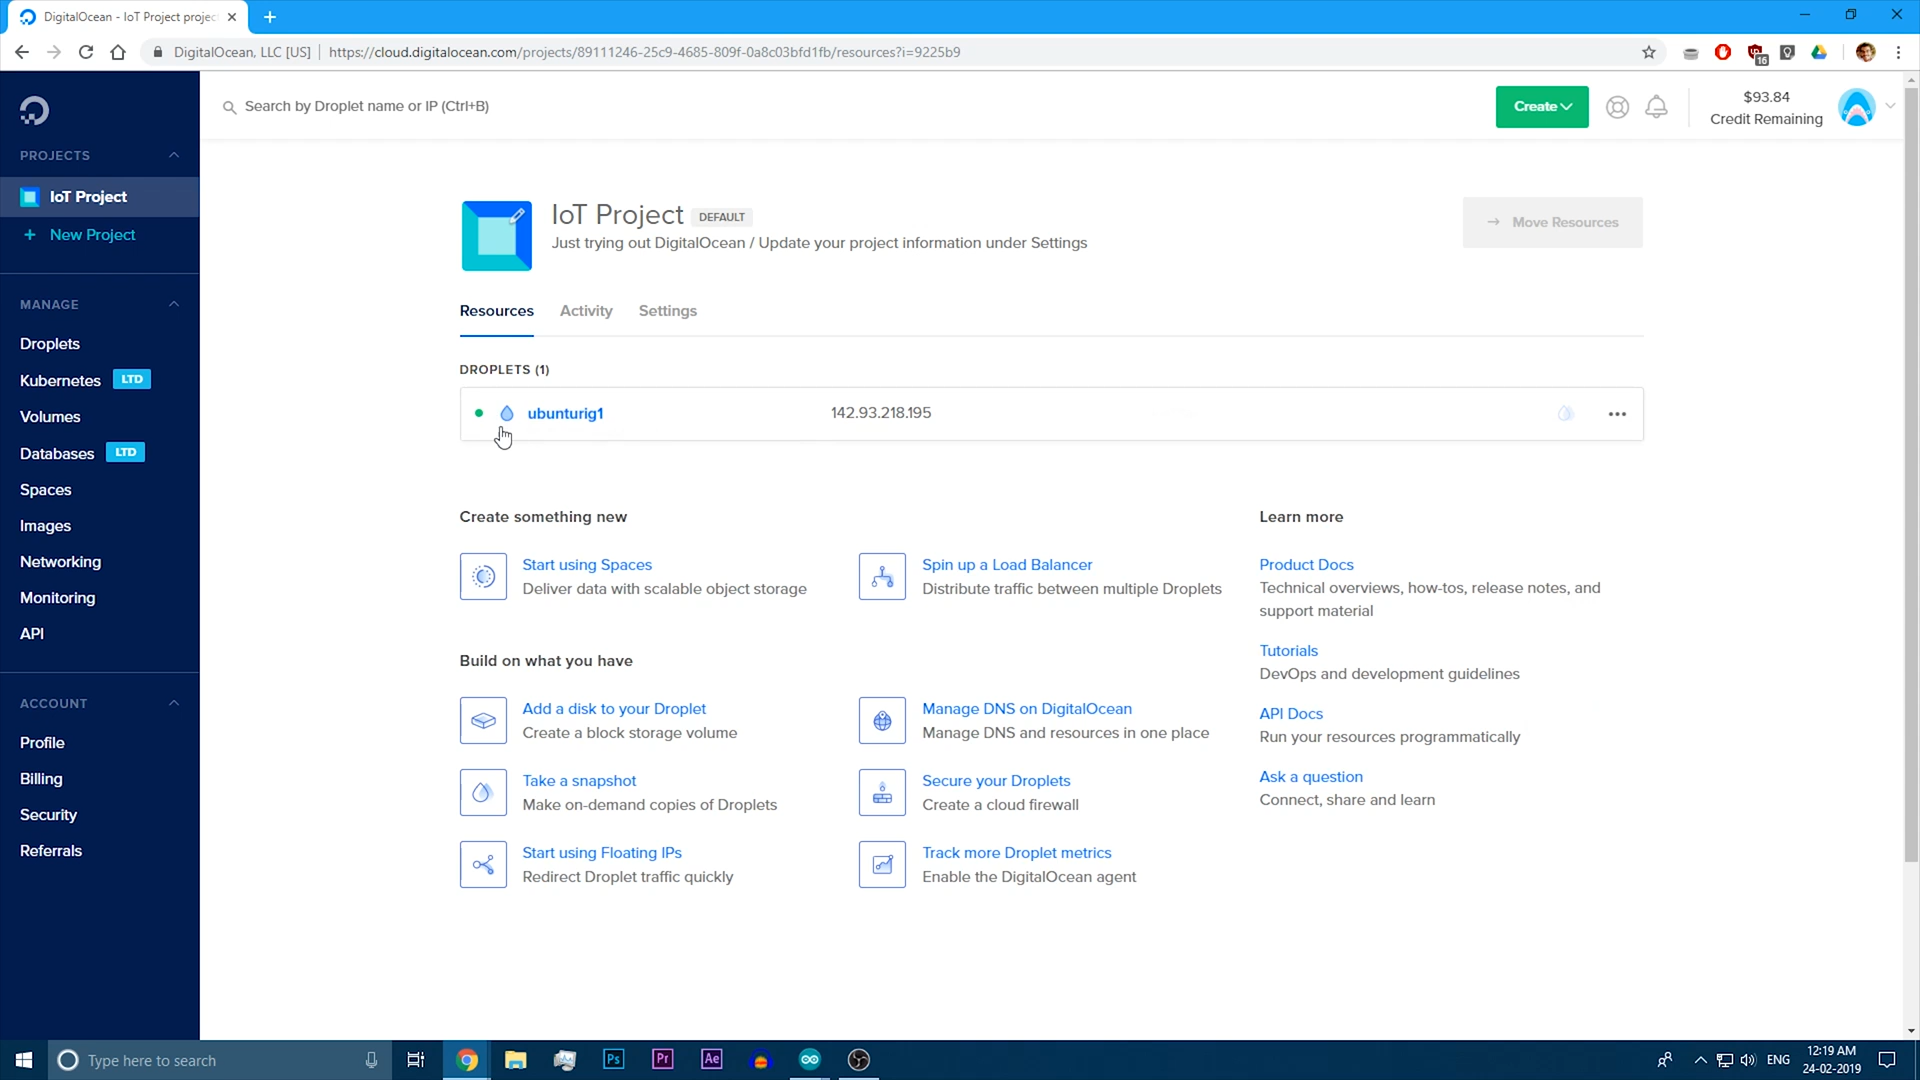 DigitalOcean - IoT Project projec
DigitalOcean, LLC [US]
https://cloud.digitalocean.com/projects/89111246-25c9-4685-809f-0a8c03bfd1fb/resources?i=9225b9
16
Search by Droplet name or IP (Ctrl+B)
Create
$93.84
Credit Remaining
PROJECTS
IoT Project
+ New Project
MANAGE
Droplets
Kubernetes LTD
Volumes
Databases LTD
Spaces
Images
Networking
Monitoring
API
ACCOUNT
Profile
Billing
Security
Referrals
IoT Project DEFAULT
Just trying out DigitalOcean / Update your project information under Settings
→ Move Resources
Resources Activity Settings
DROPLETS (1)
ubunturig1 142.93.218.195
Create something new
Start using Spaces
Deliver data with scalable object storage
Spin up a Load Balancer
Distribute traffic between multiple Droplets
Build on what you have
Add a disk to your Droplet
Create a block storage volume
Manage DNS on DigitalOcean
Manage DNS and resources in one place
Take a snapshot
Make on-demand copies of Droplets
Secure your Droplets
Create a cloud firewall
Start using Floating IPs
Redirect Droplet traffic quickly
Track more Droplet metrics
Enable the DigitalOcean agent
Learn more
Product Docs
Technical overviews, how-tos, release notes, and
support material
Tutorials
DevOps and development guidelines
API Docs
Run your resources programmatically
Ask a question
Connect, share and learn
Type here to search
Ps
Pr
Ae
ENG
12:19 AM
24-02-2019